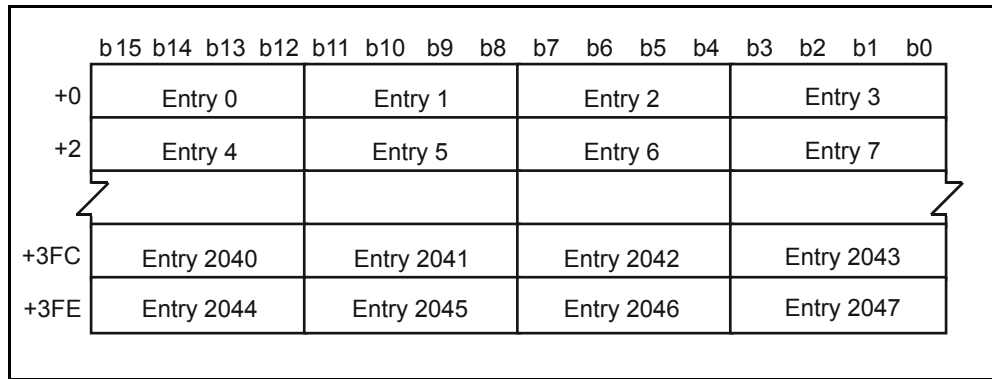 b15 b14 b13 b12 b11 b10 b9 b8 b7 b6 b5 b4 b3 b2 b1 b0
+0 Entry 0 Entry 1 Entry 2 Entry 3
+2 Entry 4 Entry 5 Entry 6 Entry 7
+3FC Entry 2040 Entry 2041 Entry 2042 Entry 2043
+3FE Entry 2044 Entry 2045 Entry 2046 Entry 2047